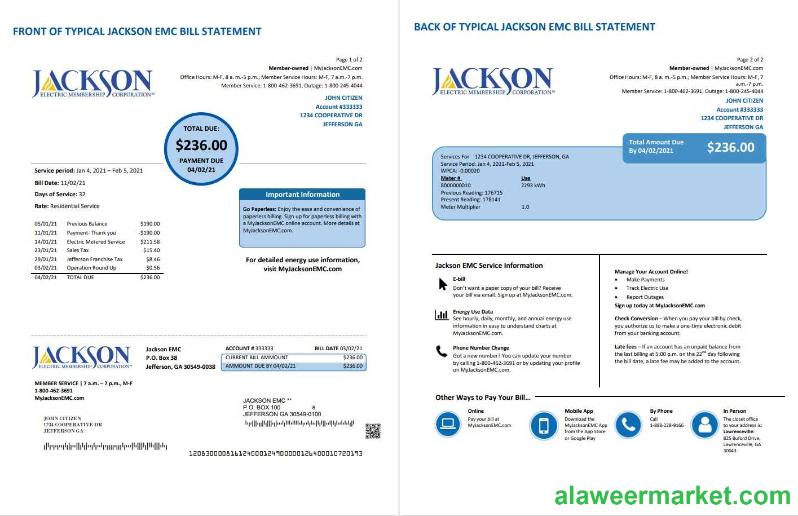 FRONT OF TYPICAL JACKSON EMC BILL STATEMENT
Page 1 of 2
Member-owned | MyJacksonEMC.com
Office Hours: M-F, 8 a. m.-5 p.m.; Member Service Hours: M-F, 7 a.m.-7 p.m.
Member Service: 1-800-462-3691, Outage: 1-800-245-4044
JACKSON
ELECTRIC MEMBERSHIP CORPORATION
JOHN CITIZEN
Account #333333
1234 COOPERATIVE DR
JEFFERSON GA
TOTAL DUE:
$236.00
PAYMENT DUE
04/02/21
Service period: Jan 4, 2021 – Feb 5, 2021
Bill Date: 11/02/21
Days of Service: 32
Rate: Residential Service
Important Information
Go Paperless: Enjoy the ease and convenience of
paperless billing. Sign up for paperless billing with
a MyJacksonEMC online account. More details at
MyJacksonEMC.com.
05/01/21 Previous Balance $190.00
11/01/21 Payment- Thank you -$190.00
14/01/21 Electric Metered Service $211.58
23/01/21 Sales Tax $15.40
29/01/21 Jefferson Franchise Tax $8.46
03/02/21 Operation Round Up $0.56
04/02/21 TOTAL DUE $236.00
For detailed energy use information,
visit MyJacksonEMC.com
JACKSON
ELECTRIC MEMBERSHIP CORPORATION
Jackson EMC
P.O. Box 38
Jefferson, GA 30549-0038
ACCOUNT #333333 BILL DATE 05/02/21
CURRENT BILL AMMOUNT $236.00
AMMOUNT DUE BY 04/02/21 $236.00
MEMBER SERVICE | 7 a.m. – 7 p.m., M-F
1-800-462-3691
MyJacksonEMC.com
JOHN CITIZEN
1234 COOPERATIVE DR
JEFFERSON GA
JACKSON EMC **
P.O. BOX 100 8
JEFFERSON GA 30549-0100
BACK OF TYPICAL JACKSON EMC BILL STATEMENT
Page 2 of 2
Member-owned | MyJacksonEMC.com
Office Hours: M-F, 8 a.m.-5 p.m.; Member Service Hours: M-F, 7
a.m.-7 p.m.
Member Service: 1-800-462-3691, Outage: 1-800-245-4044
JACKSON
ELECTRIC MEMBERSHIP CORPORATION
JOHN CITIZEN
Account #333333
1234 COOPERATIVE DR
JEFFERSON GA
Total Amount Due
By 04/02/2021
$236.00
Services For 1234 COOPERATIVE DR, JEFFERSON, GA
Service Period: Jan 4, 2021-Feb 5, 2021
WPCA: -0.00020
Meter # Use
8000000010 2293 kWh
Previous Reading: 176715
Present Reading: 178141
Meter Multiplier 1.0
Jackson EMC Service Information
E-bill
Don't want a paper copy of your bill? Receive
your bill via email. Sign up at MyJacksonEMC.com.
Energy Use Data
See hourly, daily, monthly, and annual energy use
information in easy to understand charts at
MyJacksonEMC.com.
Phone Number Change
Got a new number? You can update your number
by calling 1-800-462-3691 or by updating your profile
on MyJacksonEMC.com.
Manage Your Account Online!
• Make Payments
• Track Electric Use
• Report Outages
Sign up today at MyJacksonEMC.com
Check Conversion – When you pay your bill by check,
you authorize us to make a one-time electronic debit
from your banking account.
Late fees – If an account has an unpaid balance from
the last billing at 5:00 p.m. on the 22nd day following
the bill date, a late fee may be added to the account.
Other Ways to Pay Your Bill...
Online
Pay your bill at
MyJacksonEMC.com
Mobile App
Download the
MyJacksonEMC App
from the App Store
or Google Play
By Phone
Call
1-888-228-9166
In Person
The closet office
to your address is:
Lawrenceville
825 Buford Drive,
Lawrenceville, GA
30043
alaweermarket.com